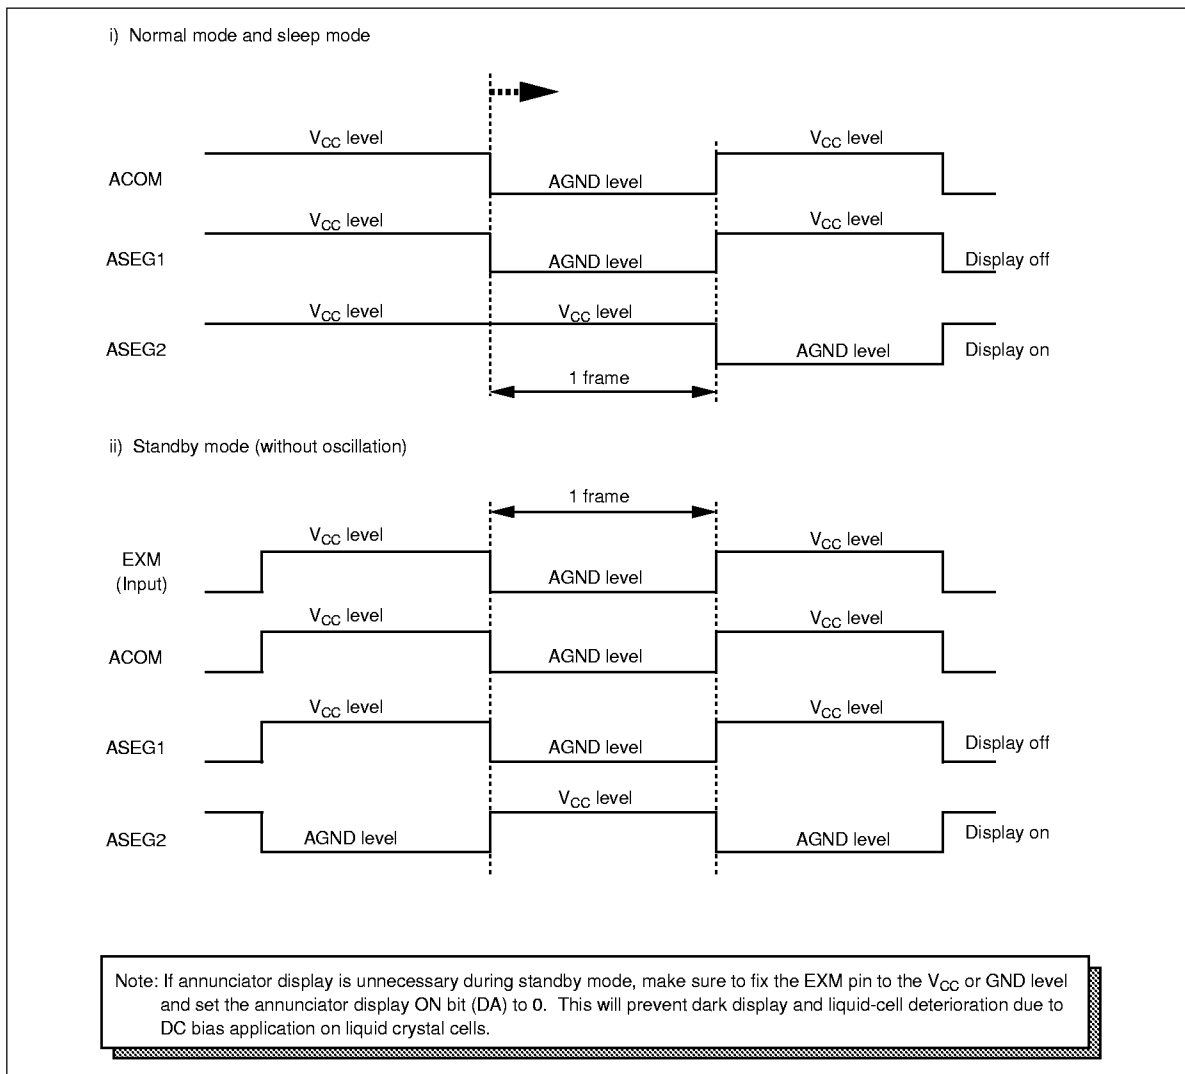 i) Normal mode and sleep mode
VCC level
VCC level
ACOM
AGND level
VCC level
VCC level
ASEG1
AGND level
Display off
VCC level
VCC level
ASEG2
AGND level
Display on
1 frame
ii) Standby mode (without oscillation)
1 frame
VCC level
VCC level
EXM
(Input)
AGND level
VCC level
VCC level
ACOM
AGND level
VCC level
VCC level
ASEG1
AGND level
Display off
VCC level
ASEG2
AGND level
AGND level
Display on
Note: If annunciator display is unnecessary during standby mode, make sure to fix the EXM pin to the VCC or GND level
and set the annunciator display ON bit (DA) to 0. This will prevent dark display and liquid-cell deterioration due to
DC bias application on liquid crystal cells.